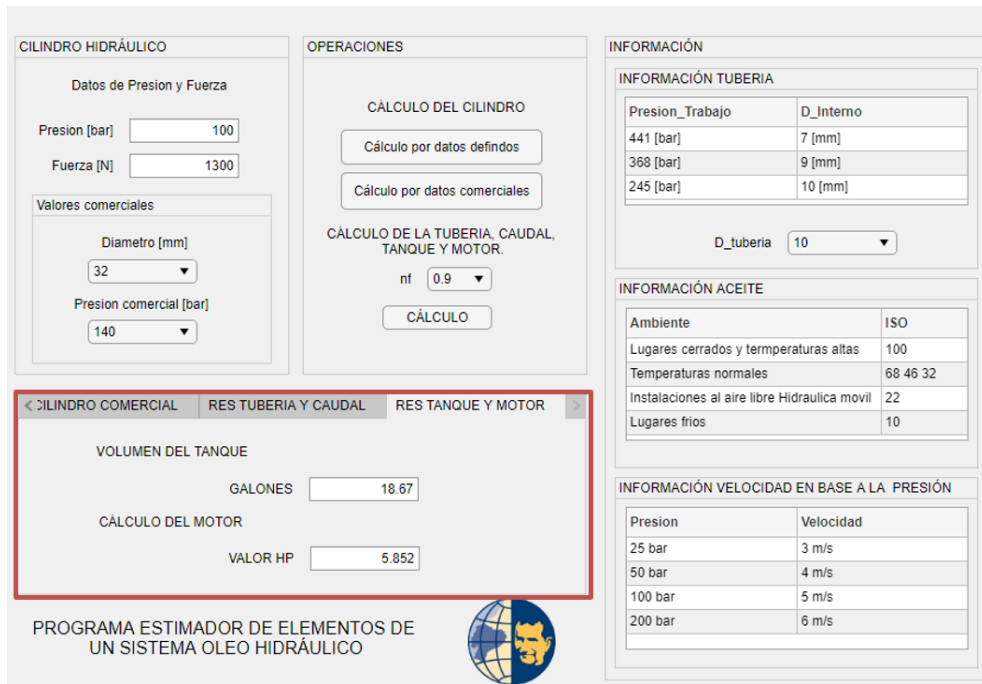 CILINDRO HIDRÁULICO
Datos de Presion y Fuerza
Presion [bar] 100
Fuerza [N] 1300
Valores comerciales
Diametro [mm]
32
Presion comercial [bar]
140
OPERACIONES
CÀLCULO DEL CILINDRO
Cálculo por datos defindos
Cálculo por datos comerciales
CÀLCULO DE LA TUBERIA, CAUDAL,
TANQUE Y MOTOR.
nf 0.9
CÁLCULO
INFORMACIÓN
INFORMACIÓN TUBERIA
Presion_Trabajo D_Interno
441 [bar] 7 [mm]
368 [bar] 9 [mm]
245 [bar] 10 [mm]
D_tuberia 10
INFORMACIÓN ACEITE
Ambiente ISO
Lugares cerrados y termperaturas altas 100
Temperaturas normales 68 46 32
Instalaciones al aire libre Hidraulica movil 22
Lugares frios 10
INFORMACIÓN VELOCIDAD EN BASE A LA PRESIÓN
Presion Velocidad
25 bar 3 m/s
50 bar 4 m/s
100 bar 5 m/s
200 bar 6 m/s
CILINDRO COMERCIAL RES TUBERIA Y CAUDAL RES TANQUE Y MOTOR
VOLUMEN DEL TANQUE
GALONES 18.67
CÀLCULO DEL MOTOR
VALOR HP 5.852
PROGRAMA ESTIMADOR DE ELEMENTOS DE
UN SISTEMA OLEO HIDRÁULICO